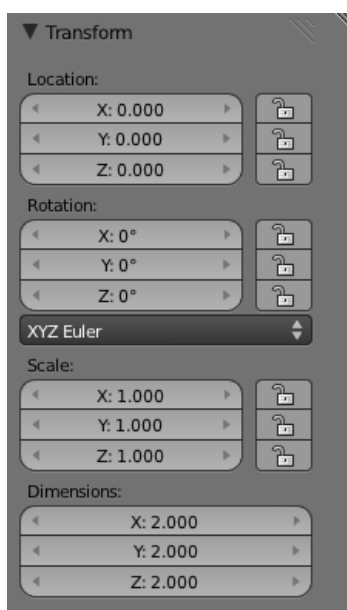 Transform
Location:
X: 0.000
Y: 0.000
Z: 0.000
Rotation:
X: 0°
Y: 0°
Z: 0°
XYZ Euler
Scale:
X: 1.000
Y: 1.000
Z: 1.000
Dimensions:
X: 2.000
Y: 2.000
Z: 2.000